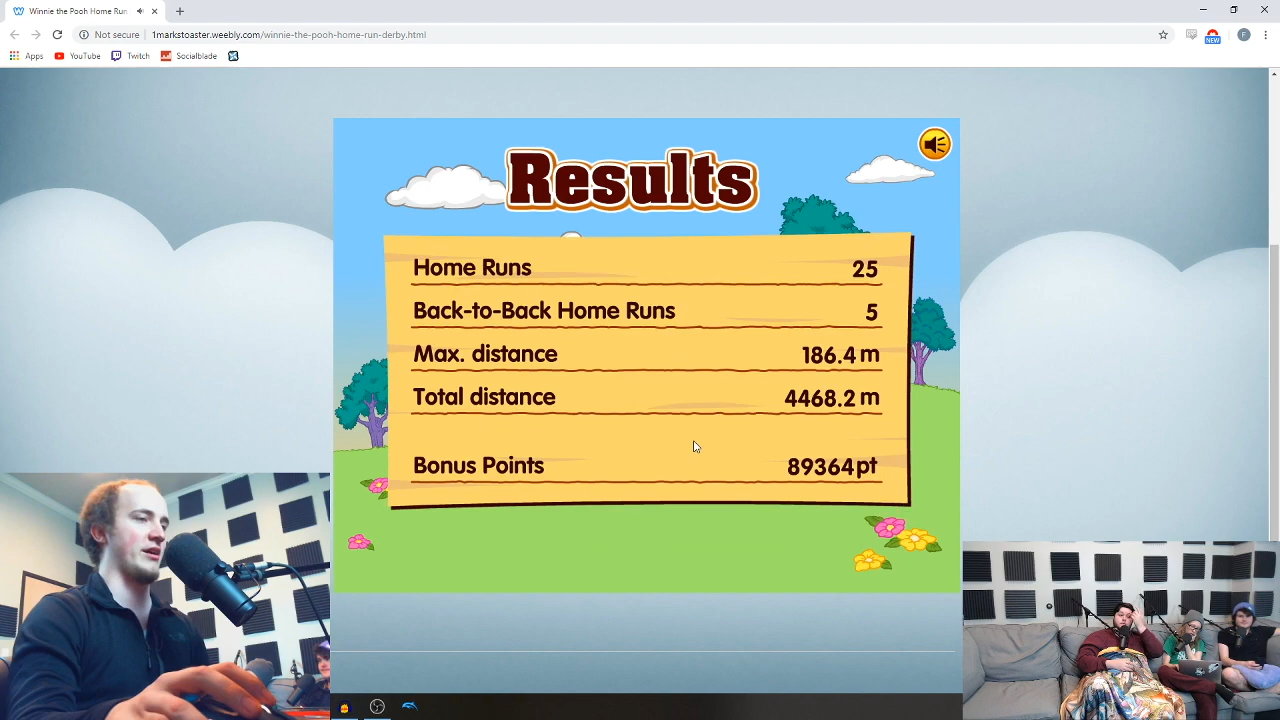 Winnie the Pooh Home Run
Not secure
1markstoaster.weebly.com/winnie-the-pooh-home-run-derby.html
NEW
F
Apps
YouTube
Twitch
Socialblade
Results
Home Runs 25
Back-to-Back Home Runs 5
Max. distance 186.4 m
Total distance 4468.2 m
Bonus Points 89364pt